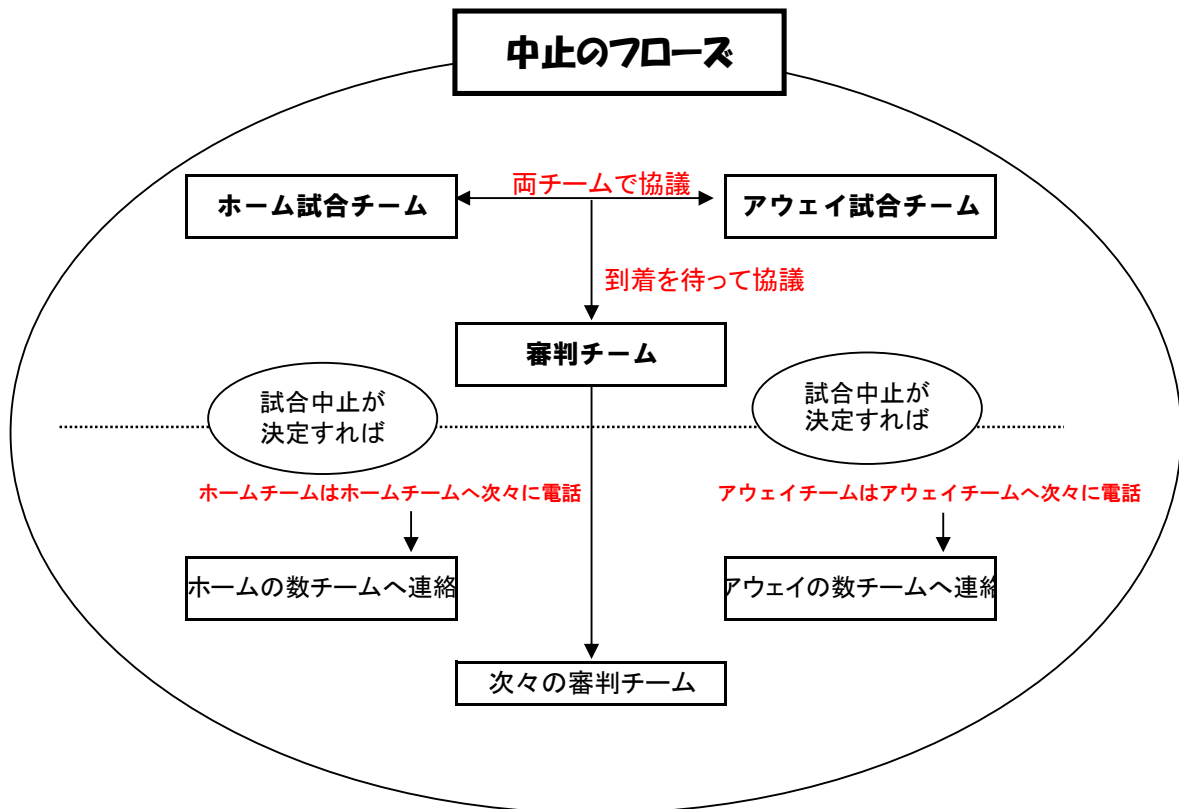 中止のフローズ
両チームで協議
ホーム試合チーム
アウェイ試合チーム
到着を待って協議
審判チーム
試合中止が
決定すれば
試合中止が
決定すれば
ホームチームはホームチームへ次々に電話
アウェイチームはアウェイチームへ次々に電話
ホームの数チームへ連絡
アウェイの数チームへ連絡
次々の審判チーム